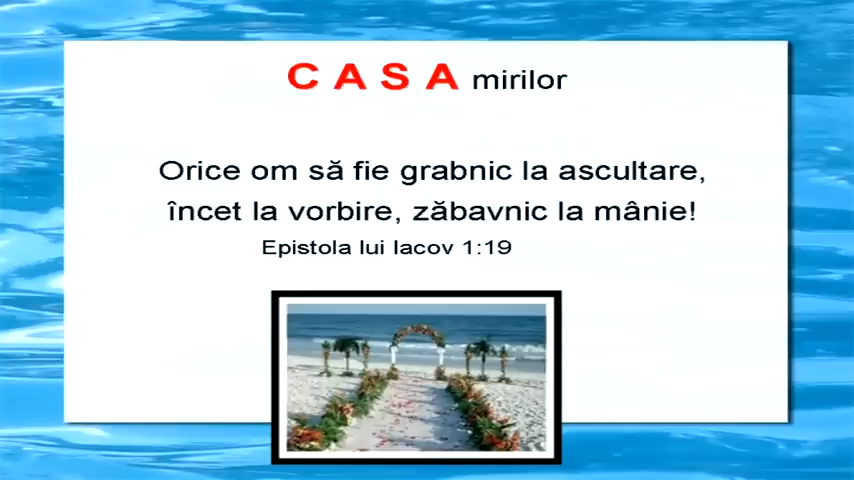 C A S A mirilor
Orice om să fie grabnic la ascultare,
încet la vorbire, zăbavnic la mânie!
Epistola lui Iacov 1:19